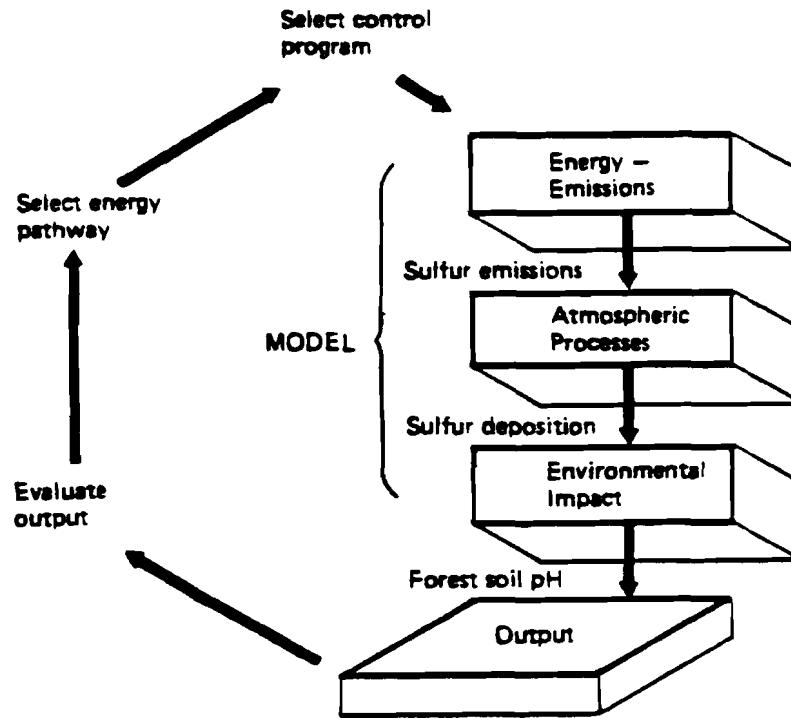 Select control
program
Energy –
Emissions
Select energy
pathway
Sulfur emissions
Atmospheric
Processes
MODEL
Sulfur deposition
Environmental
Impact
Evaluate
output
Forest soil pH
Output